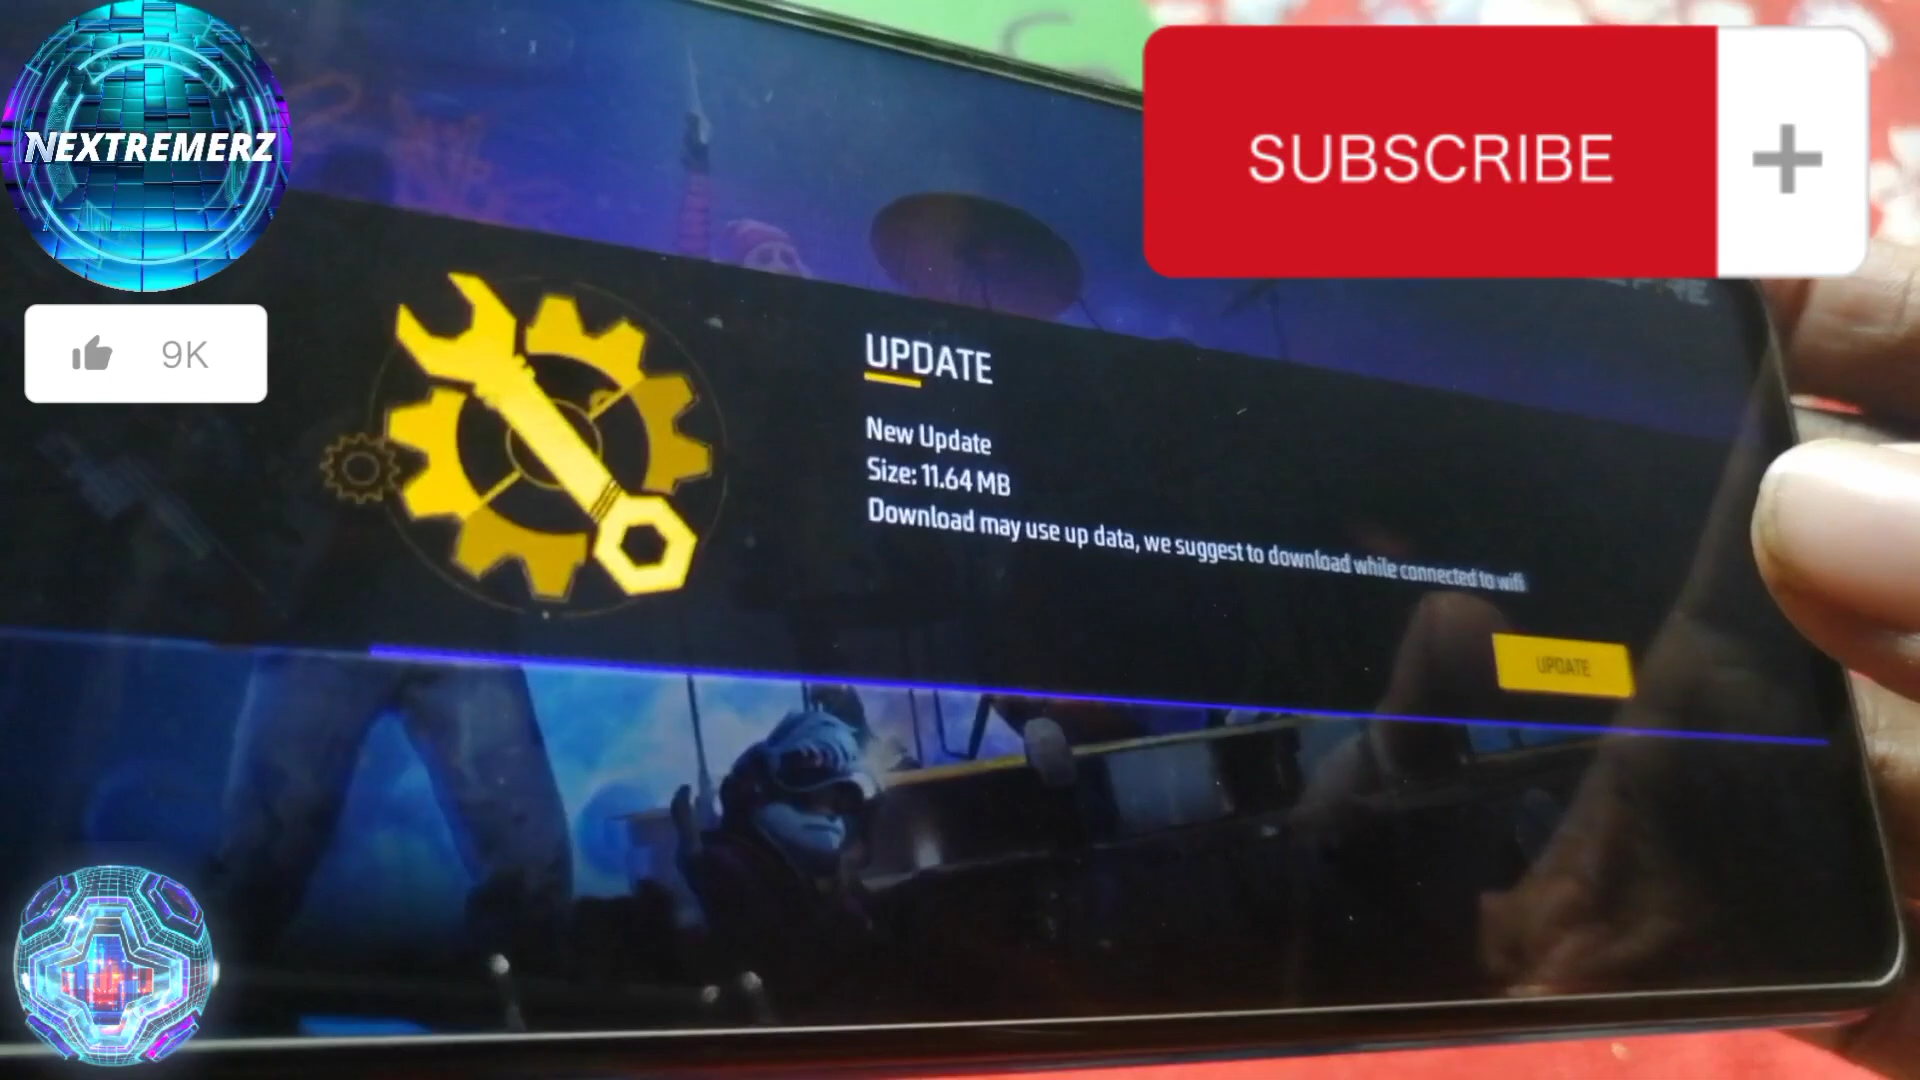 NEXTREMERZ
SUBSCRIBE
9K
UPDATE
New Update
Size: 11.64 MB
Download may use up data, we suggest to download while connected to wifi
UPDATE